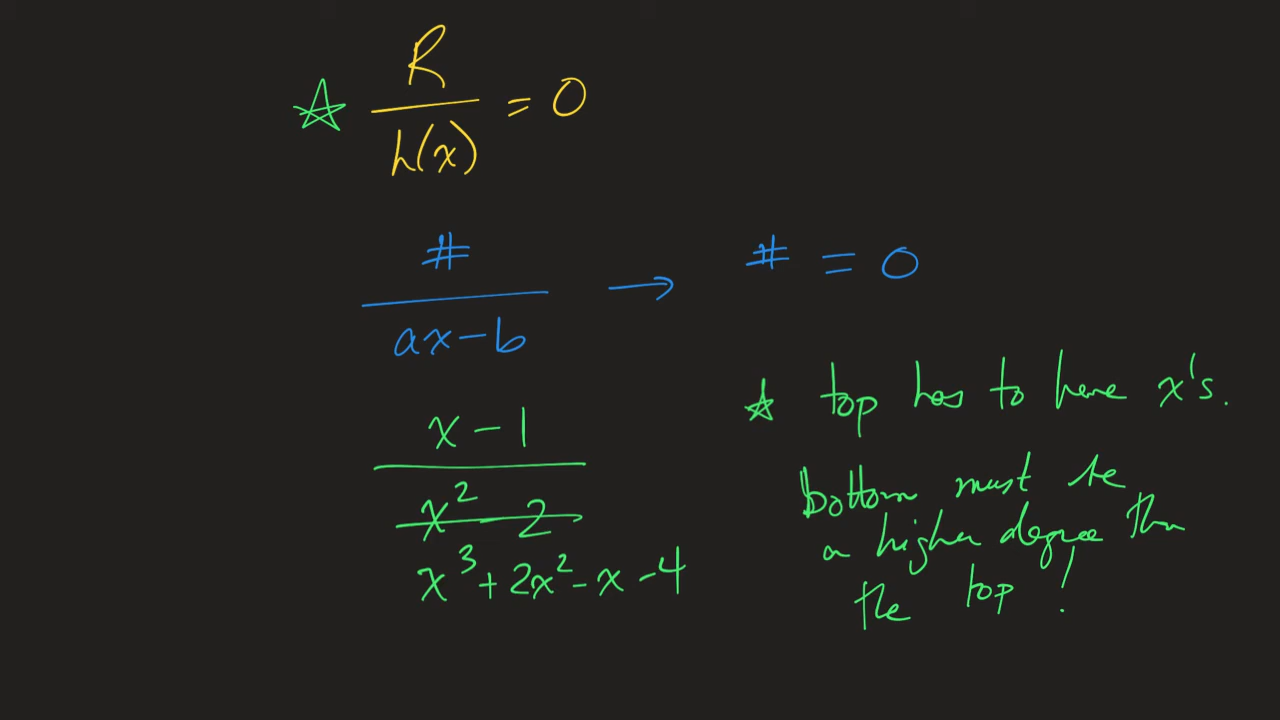 ☆ R/h(x) = 0
#/(ax-b) → # = 0
☆ top has to have x's.
x - 1
x² - 2
bottom must be
a higher degree than
the top!
x³ + 2x² - x - 4